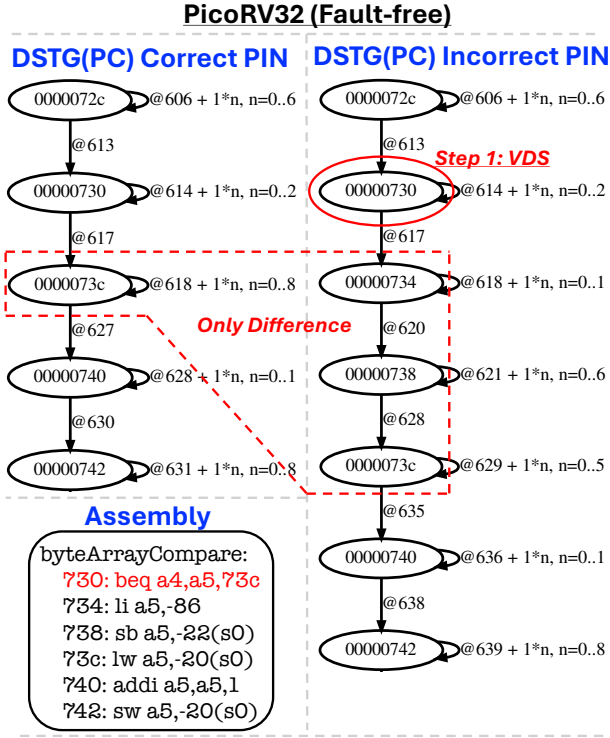 PicoRV32 (Fault-free)
DSTG(PC) Correct PIN
0000072c
@606 + 1*n, n=0..6
@613
00000730
@614 + 1*n, n=0..2
@617
0000073c
@618 + 1*n, n=0..8
@627
00000740
@628 + 1*n, n=0..1
@630
00000742
@631 + 1*n, n=0..8
DSTG(PC) Incorrect PIN
0000072c
@606 + 1*n, n=0..6
@613
Step 1: VDS
00000730
@614 + 1*n, n=0..2
@617
00000734
@618 + 1*n, n=0..1
Only Difference
@620
00000738
@621 + 1*n, n=0..6
@628
0000073c
@629 + 1*n, n=0..5
@635
00000740
@636 + 1*n, n=0..1
@638
00000742
@639 + 1*n, n=0..8
Assembly
byteArrayCompare:
730: beq a4,a5,73c
734: li a5,-86
738: sb a5,-22(s0)
73c: lw a5,-20(s0)
740: addi a5,a5,1
742: sw a5,-20(s0)